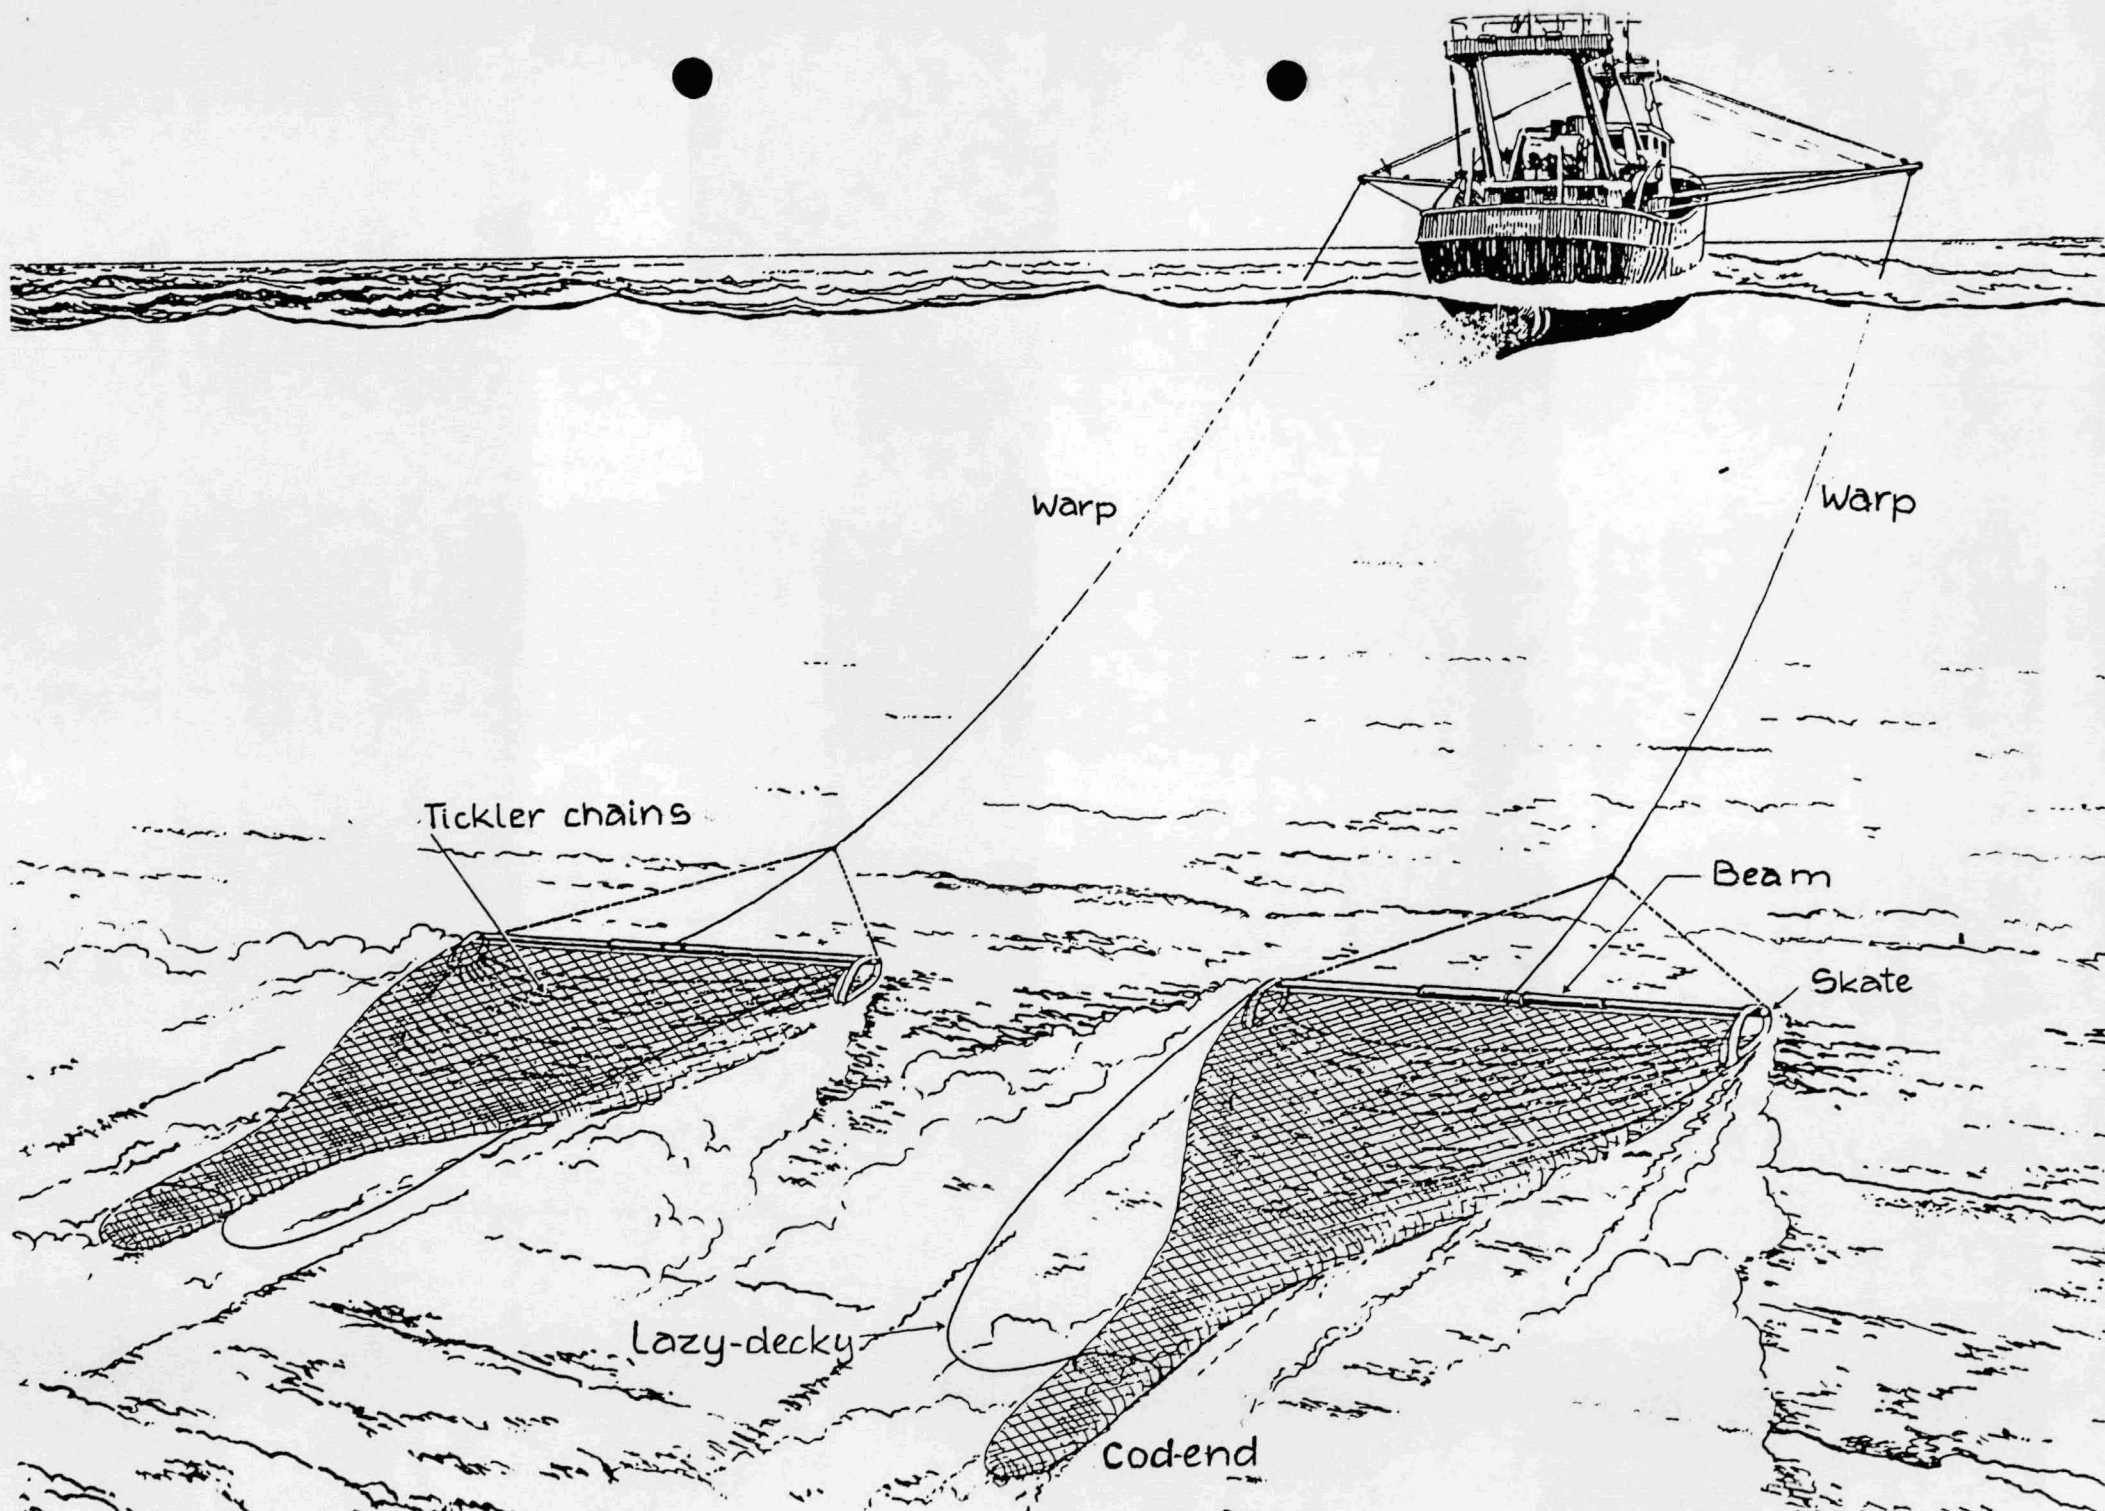 Warp
Warp
Tickler chains
Beam
Skate
Lazy-decky
Cod-end